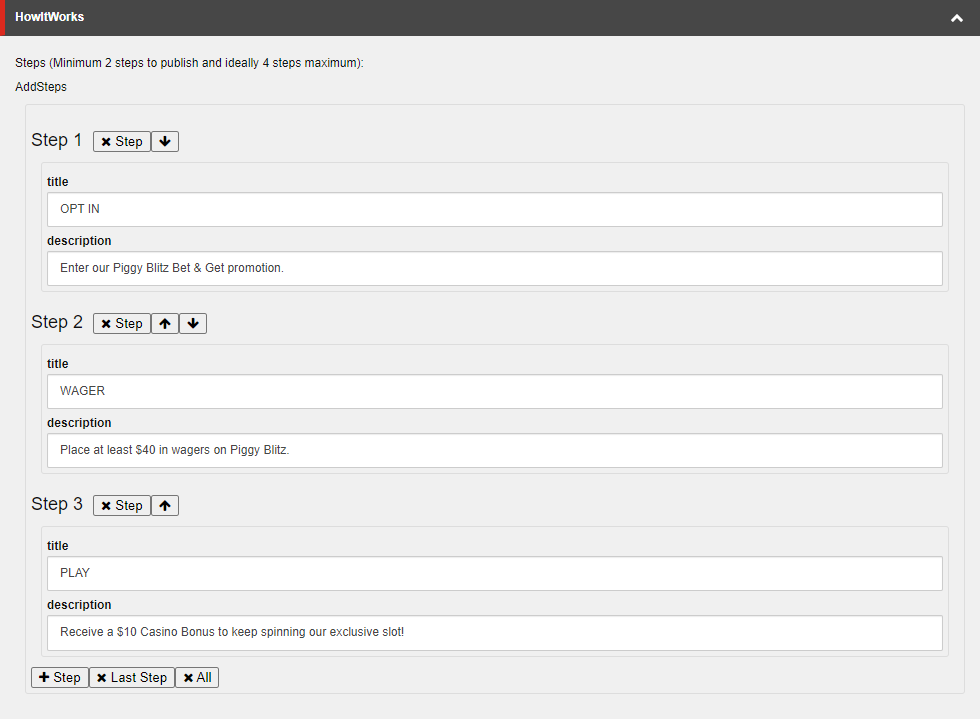 HowItWorks
Steps (Minimum 2 steps to publish and ideally 4 steps maximum):
AddSteps
Step 1 Step
title
OPT IN
description
Enter our Piggy Blitz Bet & Get promotion.
Step 2 Step
title
WAGER
description
Place at least $40 in wagers on Piggy Blitz.
Step 3 Step
title
PLAY
description
Receive a $10 Casino Bonus to keep spinning our exclusive slot!
Step Last Step All